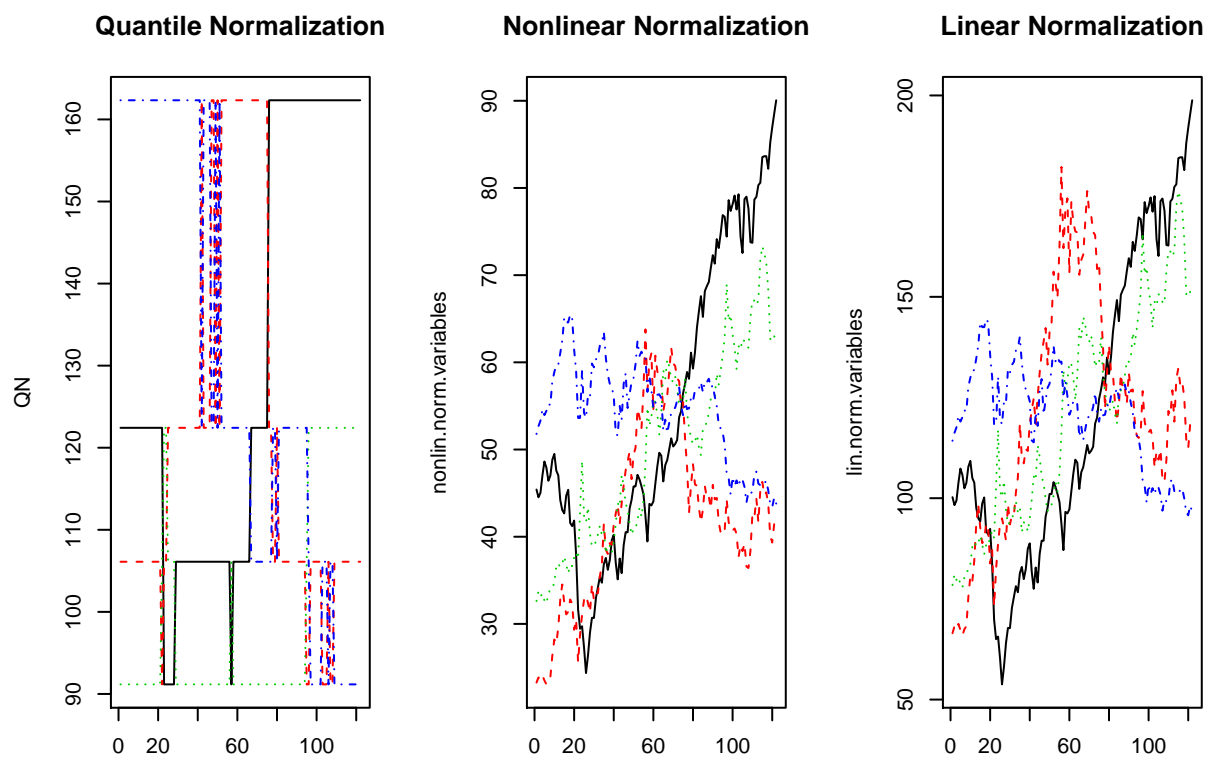 Quantile Normalization
QN
160
150
140
130
120
110
100
90
0 20 60 100
Nonlinear Normalization
nonlin.norm.variables
90
80
70
60
50
40
30
0 20 60 100
Linear Normalization
lin.norm.variables
200
150
100
50
0 20 60 100